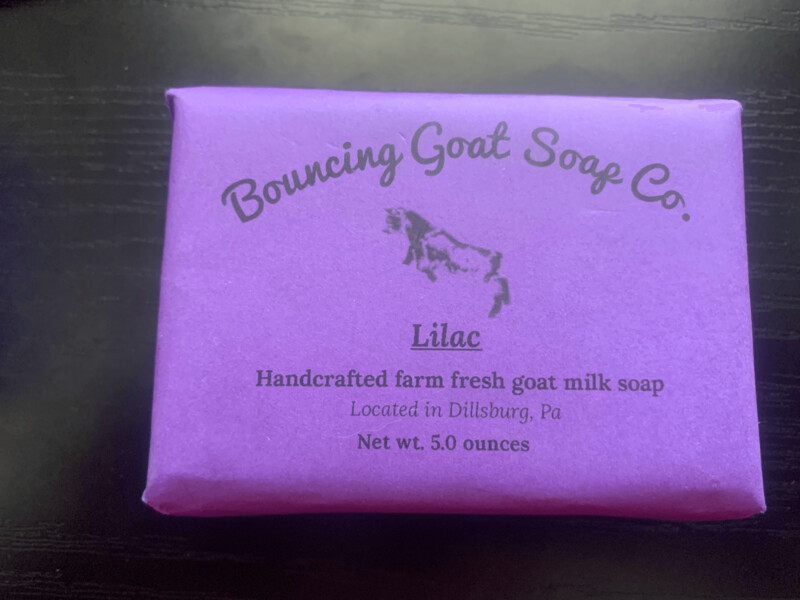 Bouncing Goat Soap Co.
Lilac
Handcrafted farm fresh goat milk soap
Located in Dillsburg, Pa
Net wt. 5.0 ounces